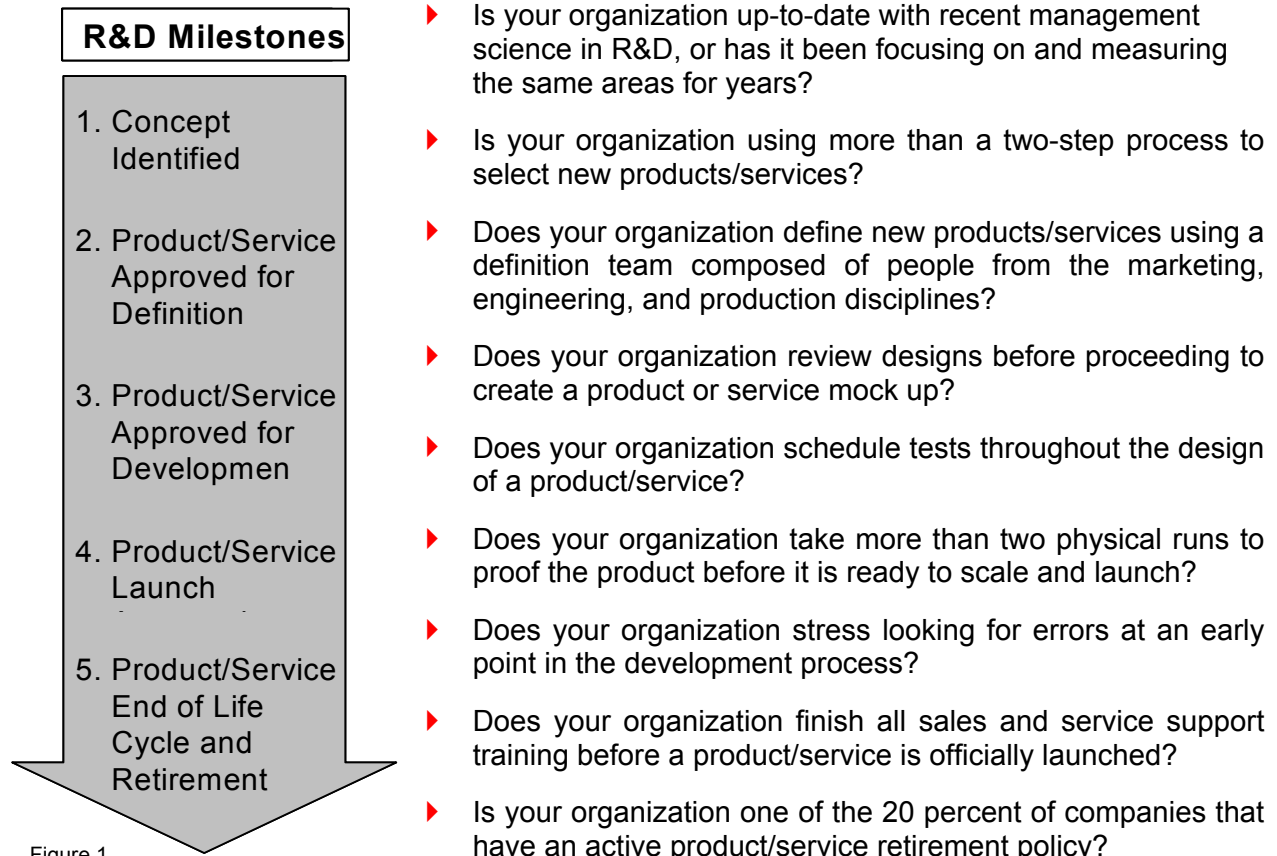 R&D Milestones
1. Concept
Identified
2. Product/Service
Approved for
Definition
3. Product/Service
Approved for
Developmen
4. Product/Service
Launch
5. Product/Service
End of Life
Cycle and
Retirement
Figure 1
Is your organization up-to-date with recent management
science in R&D, or has it been focusing on and measuring
the same areas for years?
Is your organization using more than a two-step process to
select new products/services?
Does your organization define new products/services using a
definition team composed of people from the marketing,
engineering, and production disciplines?
Does your organization review designs before proceeding to
create a product or service mock up?
Does your organization schedule tests throughout the design
of a product/service?
Does your organization take more than two physical runs to
proof the product before it is ready to scale and launch?
Does your organization stress looking for errors at an early
point in the development process?
Does your organization finish all sales and service support
training before a product/service is officially launched?
Is your organization one of the 20 percent of companies that
have an active product/service retirement policy?